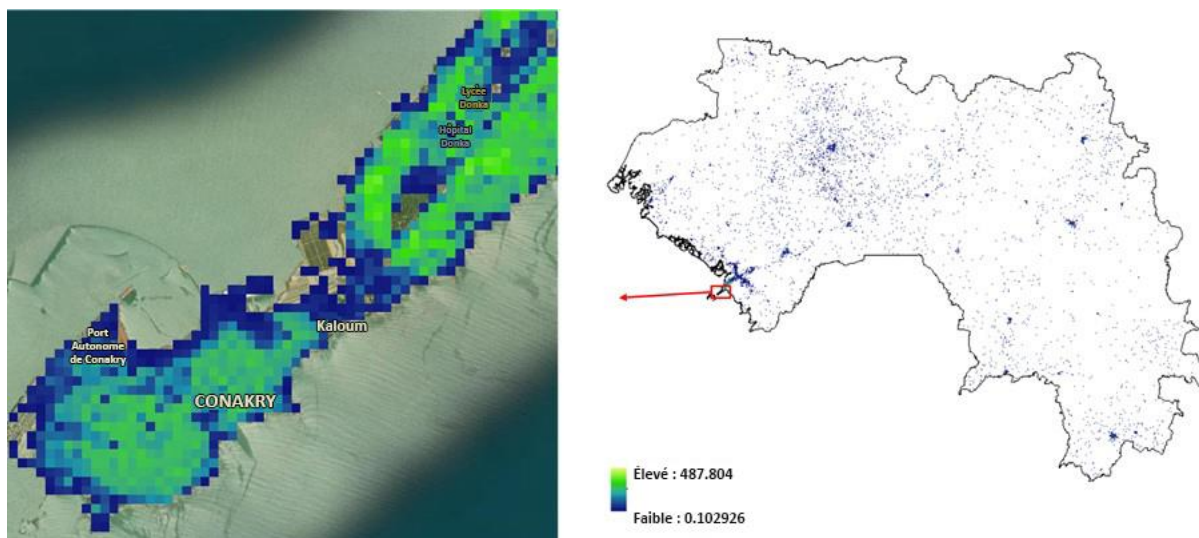 Lycée
Donka
Hôpital
Donka
Kaloum
Port
Autonome
de Conakry
CONAKRY
Élevé : 487.804
Faible : 0.102926